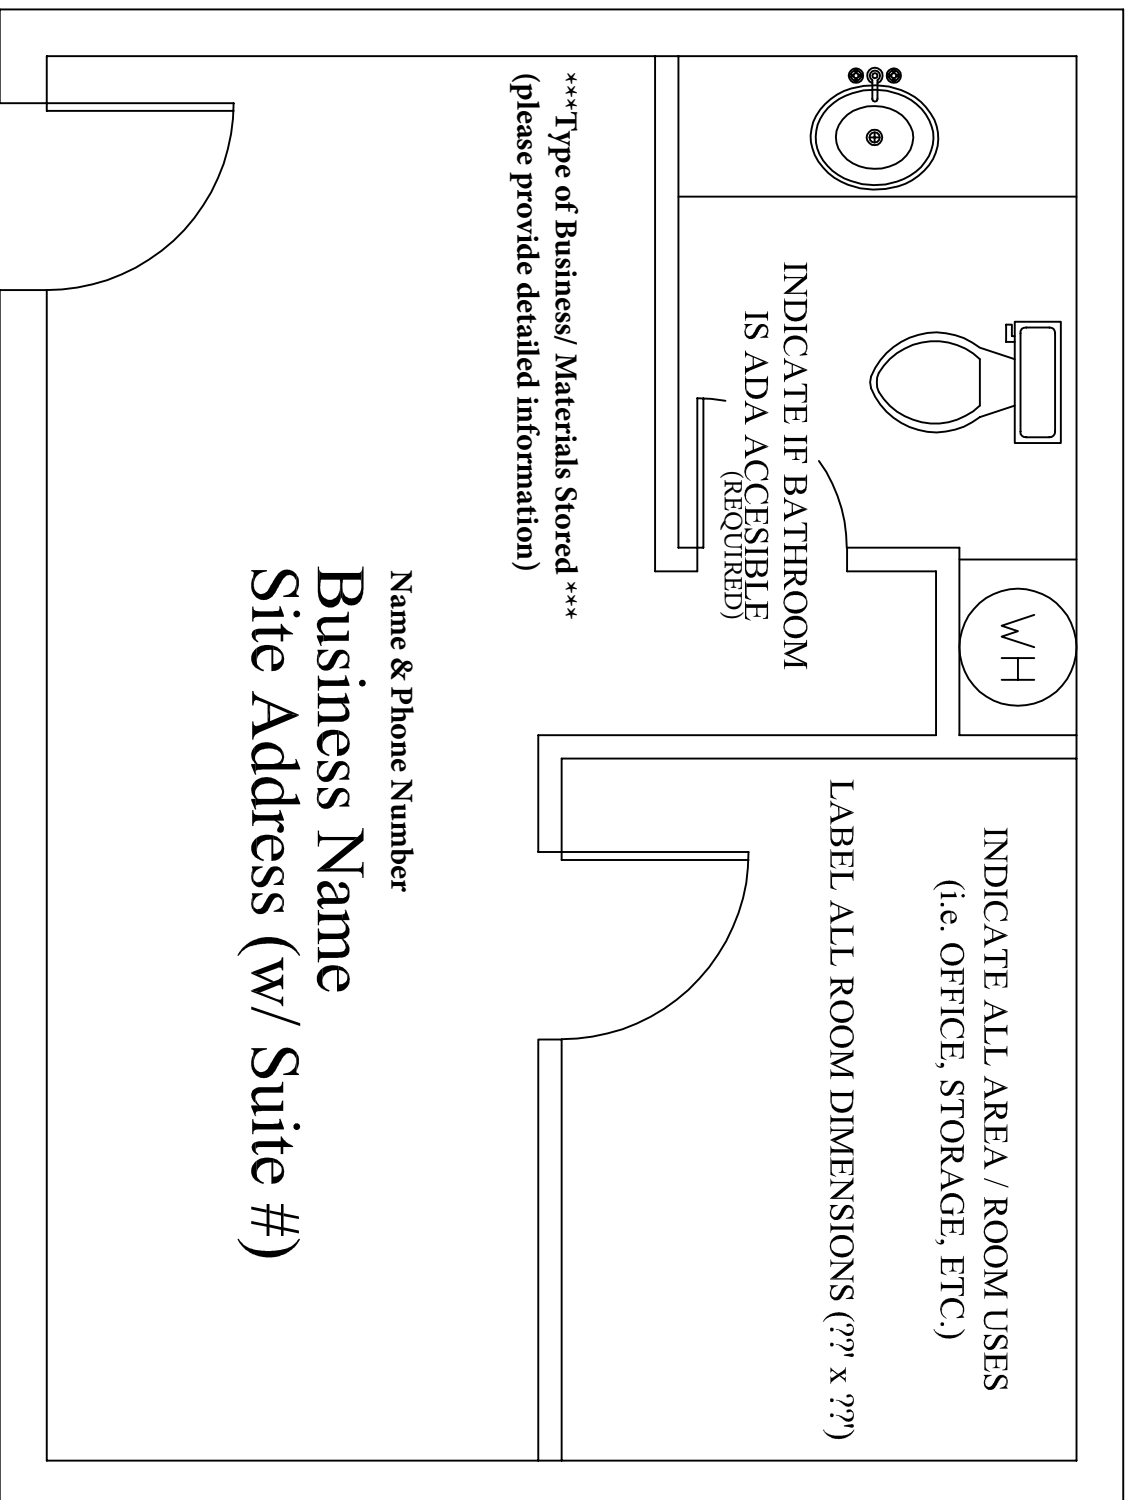 INDICATE IF BATHROOM
IS ADA ACCESIBLE
(REQUIRED)
WH
INDICATE ALL AREA / ROOM USES
(i.e. OFFICE, STORAGE, ETC.)
LABEL ALL ROOM DIMENSIONS (??' x ??')
***Type of Business/ Materials Stored ***
(please provide detailed information)
Name & Phone Number
Business Name
Site Address (w/ Suite #)